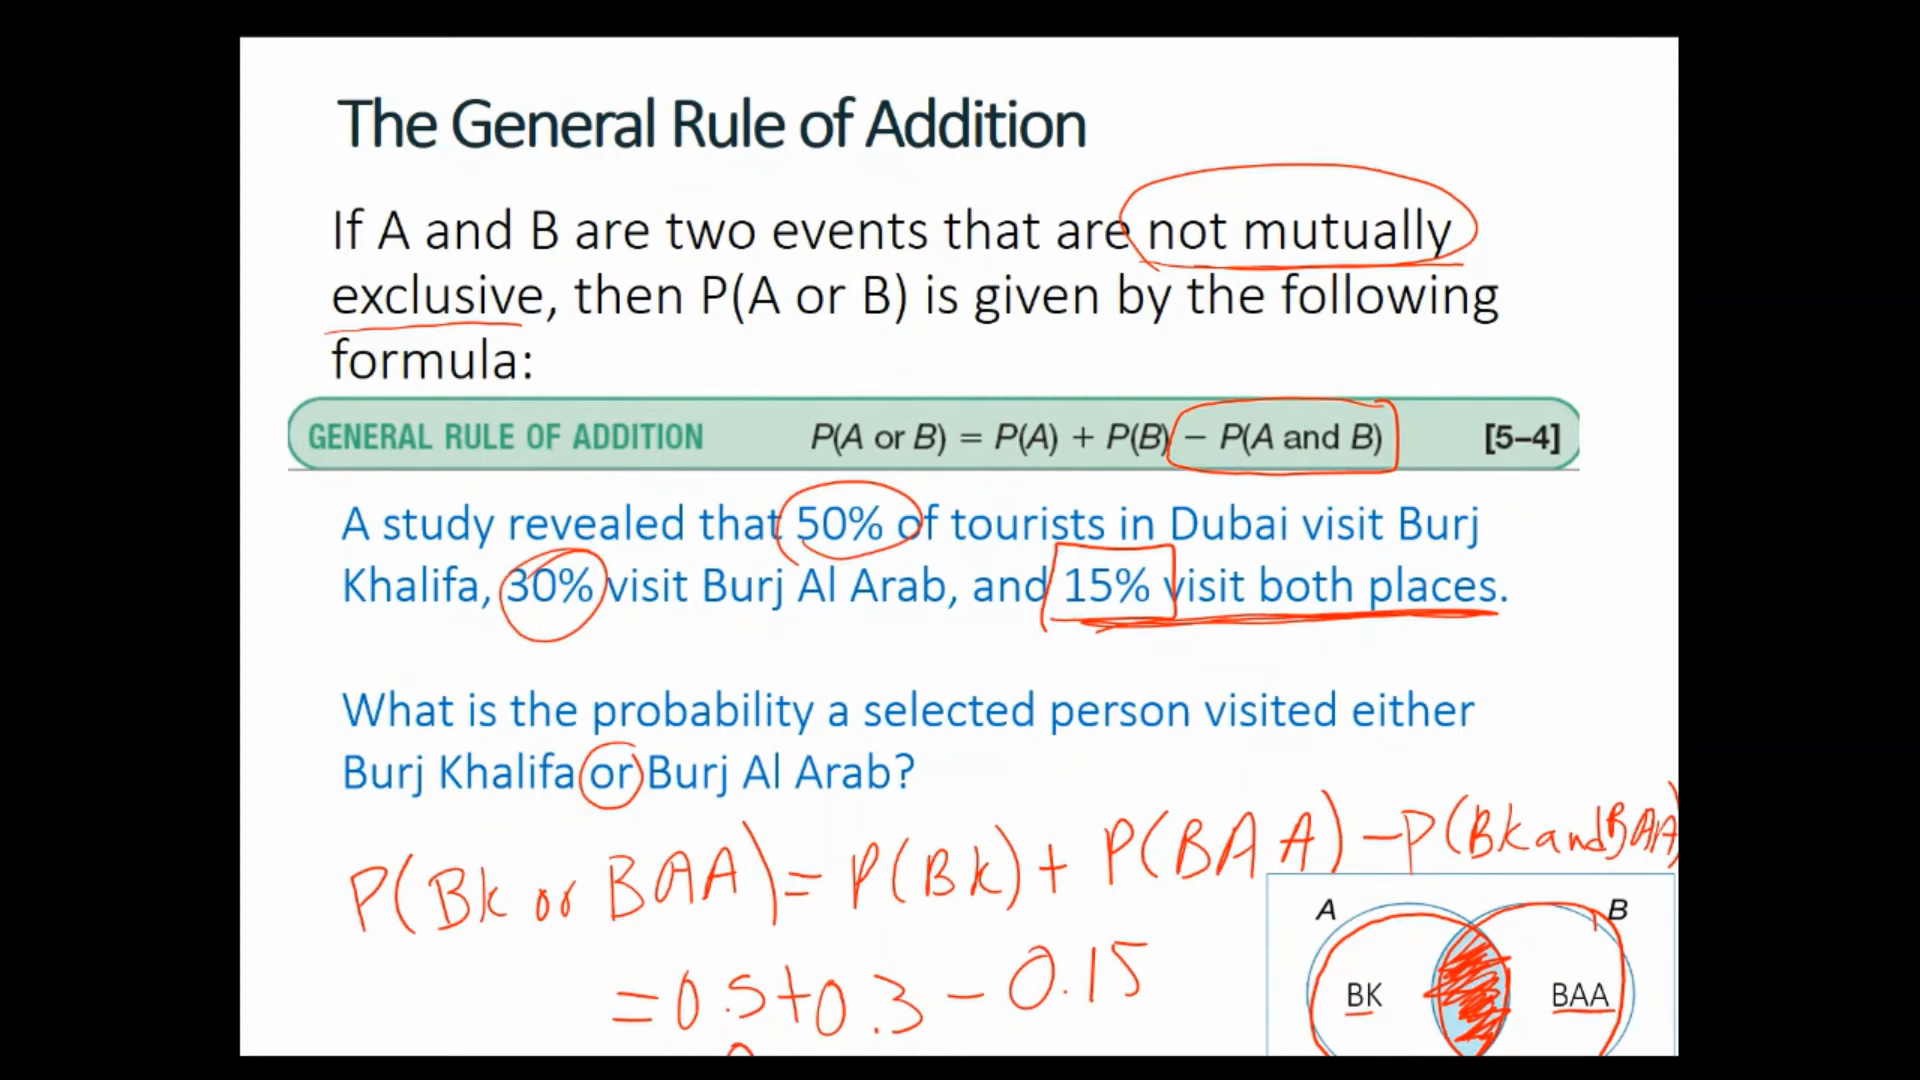 The General Rule of Addition
If A and B are two events that are not mutually
exclusive, then P(A or B) is given by the following
formula:
GENERAL RULE OF ADDITION P(A or B) = P(A) + P(B) − P(A and B) [5–4]
A study revealed that 50% of tourists in Dubai visit Burj
Khalifa, 30% visit Burj Al Arab, and 15% visit both places.
What is the probability a selected person visited either
Burj Khalifa or Burj Al Arab?
P(Bk or BAA) = P(Bk) + P(BAA) − P(Bk and BAA)
= 0.5 + 0.3 − 0.15
A B
BK BAA